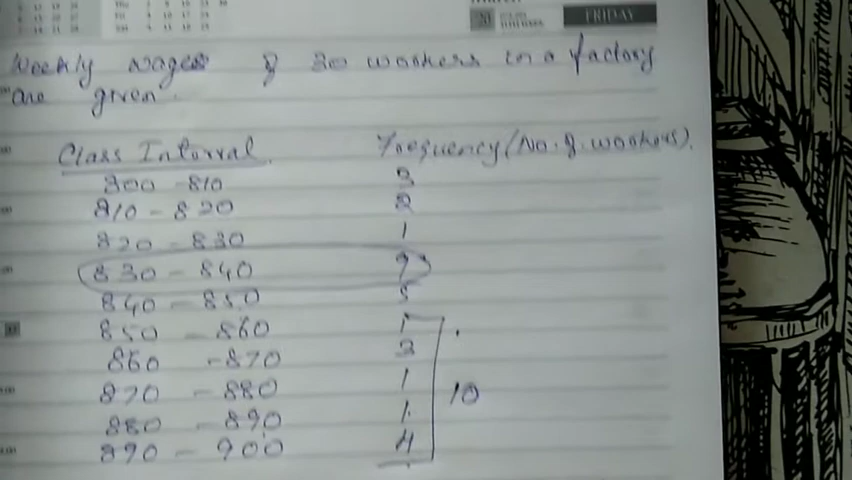 FRIDAY
Weekly wages of 30 workers in a factory
are given.
Class Interval Frequency (No. of workers).
800 - 810 3
810 - 820 2
820 - 830 1
830 - 840 9
840 - 850 5
850 - 860 1
860 - 870 3
870 - 880 1
880 - 890 1
10
890 - 900 4